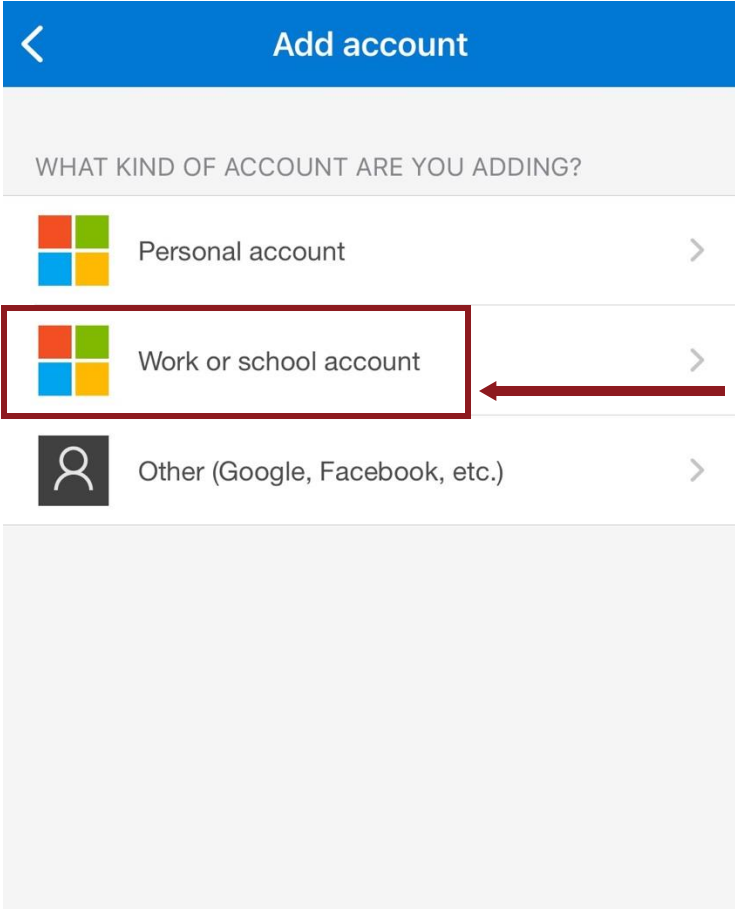 Add account
WHAT KIND OF ACCOUNT ARE YOU ADDING?
Personal account
Work or school account
Other (Google, Facebook, etc.)